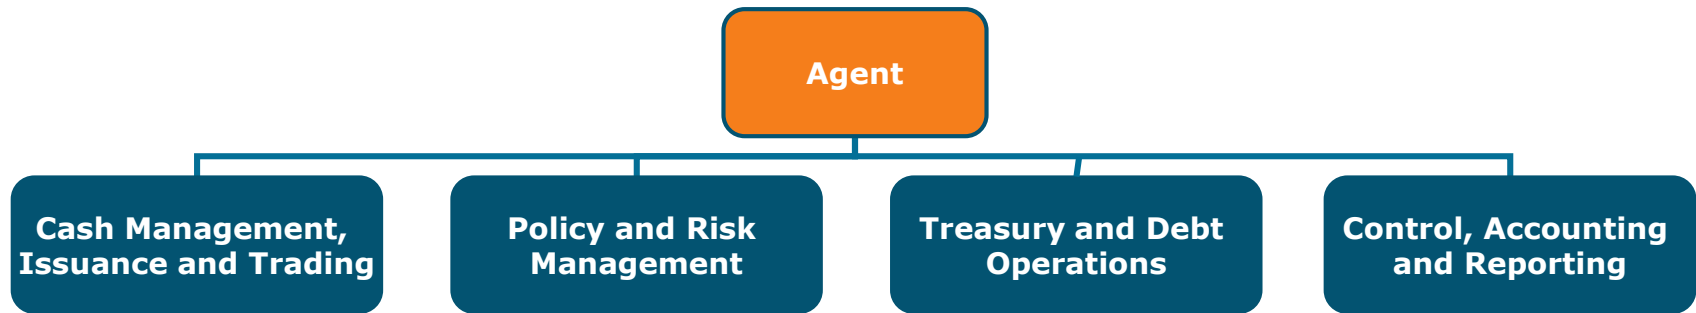 Agent
Cash Management,
Issuance and Trading
Policy and Risk
Management
Treasury and Debt
Operations
Control, Accounting
and Reporting